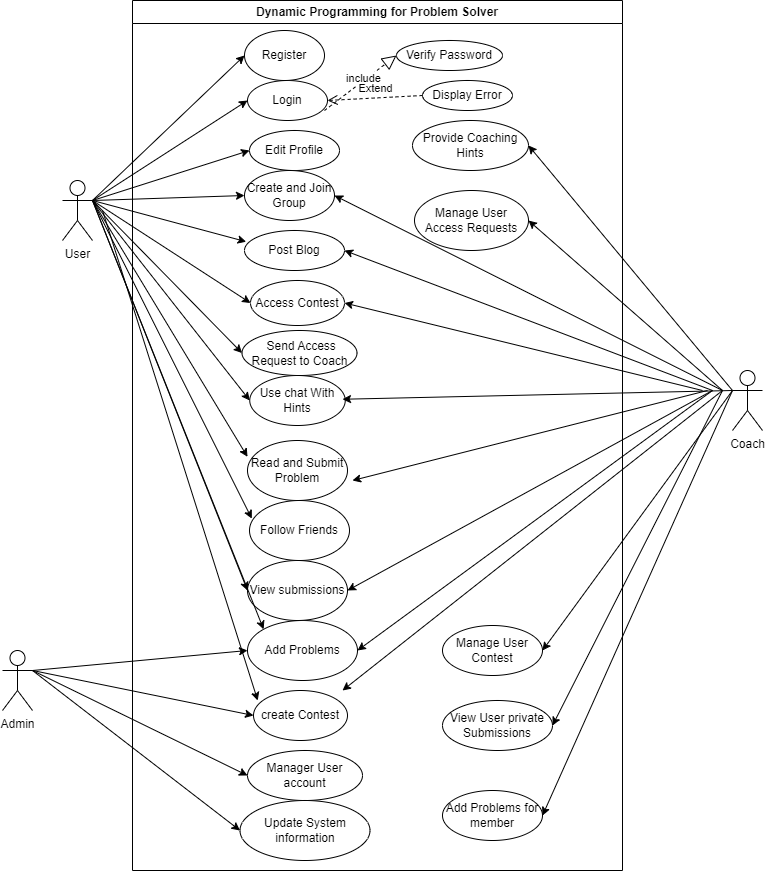 Dynamic Programming for Problem Solver
Register
Verify Password
include
Extend
Login
Display Error
Provide Coaching
Hints
Edit Profile
Create and Join
Group
Manage User
Access Requests
User
Post Blog
Access Contest
Send Access
Request to Coach
Use chat With
Hints
Coach
Read and Submit
Problem
Follow Friends
View submissions
Add Problems
Manage User
Contest
Admin
create Contest
View User private
Submissions
Manager User
account
Add Problems for
member
Update System
information